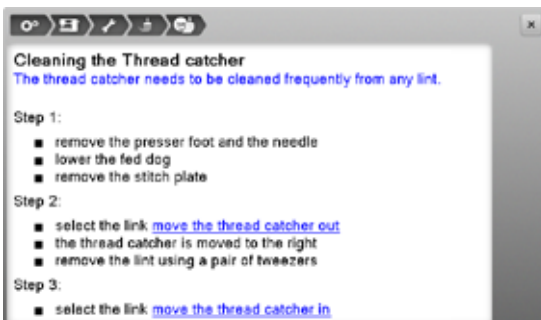 Cleaning the Thread catcher
The thread catcher needs to be cleaned frequently from any lint.
Step 1:
■ remove the presser foot and the needle
■ lower the fed dog
■ remove the stitch plate
Step 2:
■ select the link move the thread catcher out
■ the thread catcher is moved to the right
■ remove the lint using a pair of tweezers
Step 3:
■ select the link move the thread catcher in